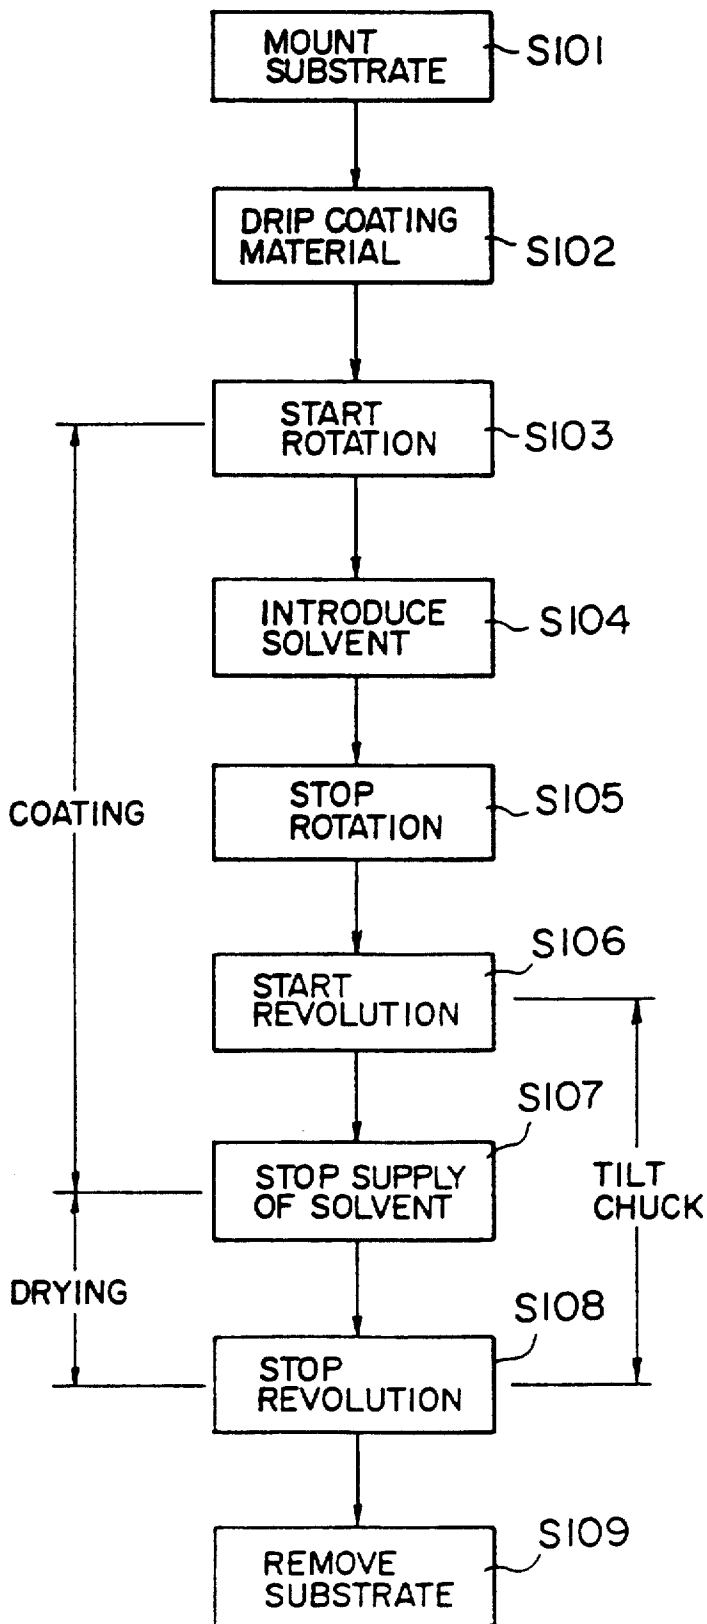 MOUNT
SUBSTRATE
S101
DRIP COATING
MATERIAL
S102
START
ROTATION
S103
INTRODUCE
SOLVENT
S104
COATING
STOP
ROTATION
S105
START
REVOLUTION
S106
STOP SUPPLY
OF SOLVENT
S107
TILT
CHUCK
DRYING
STOP
REVOLUTION
S108
REMOVE
SUBSTRATE
S109